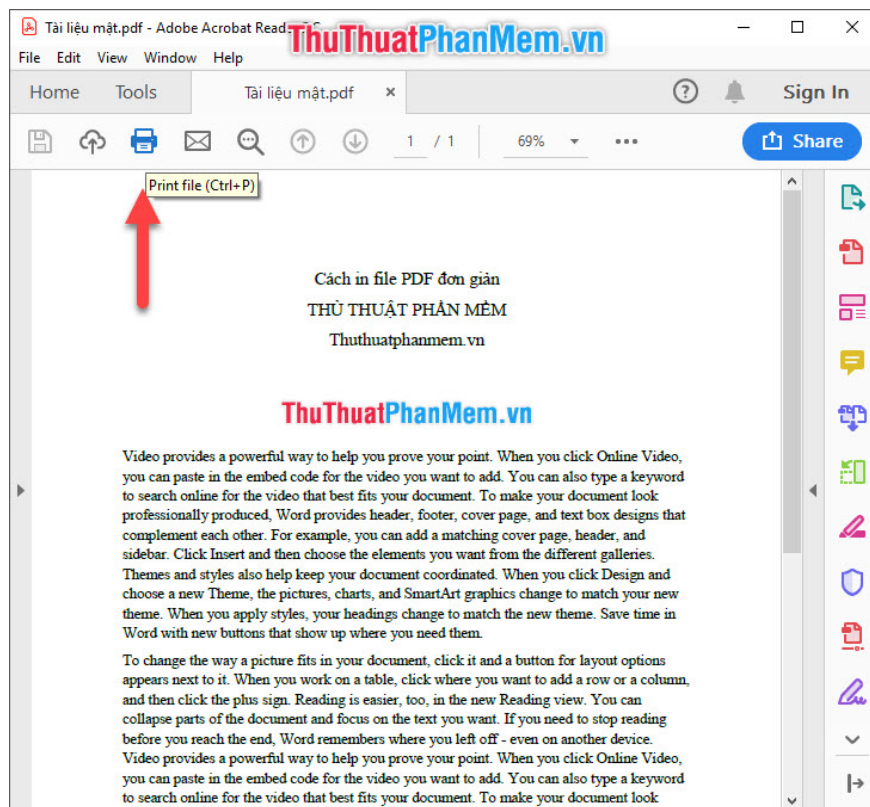 Tài liệu mật.pdf - Adobe Acrobat Read
ThuThuatPhanMem.vn
File Edit View Window Help
Home Tools Tài liệu mật.pdf × Sign In
1 / 1 69% Share
Print file (Ctrl+P)
Cách in file PDF đơn giản
THỦ THUẬT PHẦN MỀM
Thuthuatphanmem.vn
ThuThuatPhanMem.vn
Video provides a powerful way to help you prove your point. When you click Online Video,
you can paste in the embed code for the video you want to add. You can also type a keyword
to search online for the video that best fits your document. To make your document look
professionally produced, Word provides header, footer, cover page, and text box designs that
complement each other. For example, you can add a matching cover page, header, and
sidebar. Click Insert and then choose the elements you want from the different galleries.
Themes and styles also help keep your document coordinated. When you click Design and
choose a new Theme, the pictures, charts, and SmartArt graphics change to match your new
theme. When you apply styles, your headings change to match the new theme. Save time in
Word with new buttons that show up where you need them.
To change the way a picture fits in your document, click it and a button for layout options
appears next to it. When you work on a table, click where you want to add a row or a column,
and then click the plus sign. Reading is easier, too, in the new Reading view. You can
collapse parts of the document and focus on the text you want. If you need to stop reading
before you reach the end, Word remembers where you left off - even on another device.
Video provides a powerful way to help you prove your point. When you click Online Video,
you can paste in the embed code for the video you want to add. You can also type a keyword
to search online for the video that best fits your document. To make your document look